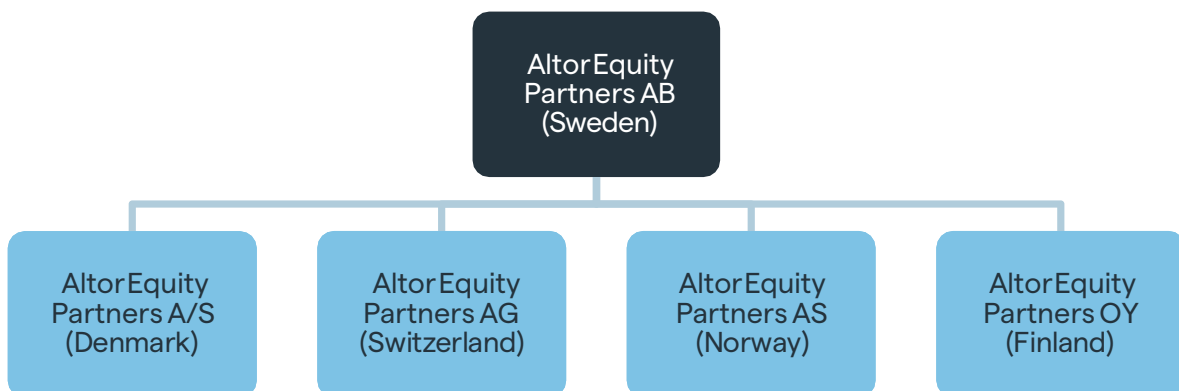 Altor Equity
Partners AB
(Sweden)
Altor Equity
Partners A/S
(Denmark)
Altor Equity
Partners AG
(Switzerland)
Altor Equity
Partners AS
(Norway)
Altor Equity
Partners OY
(Finland)